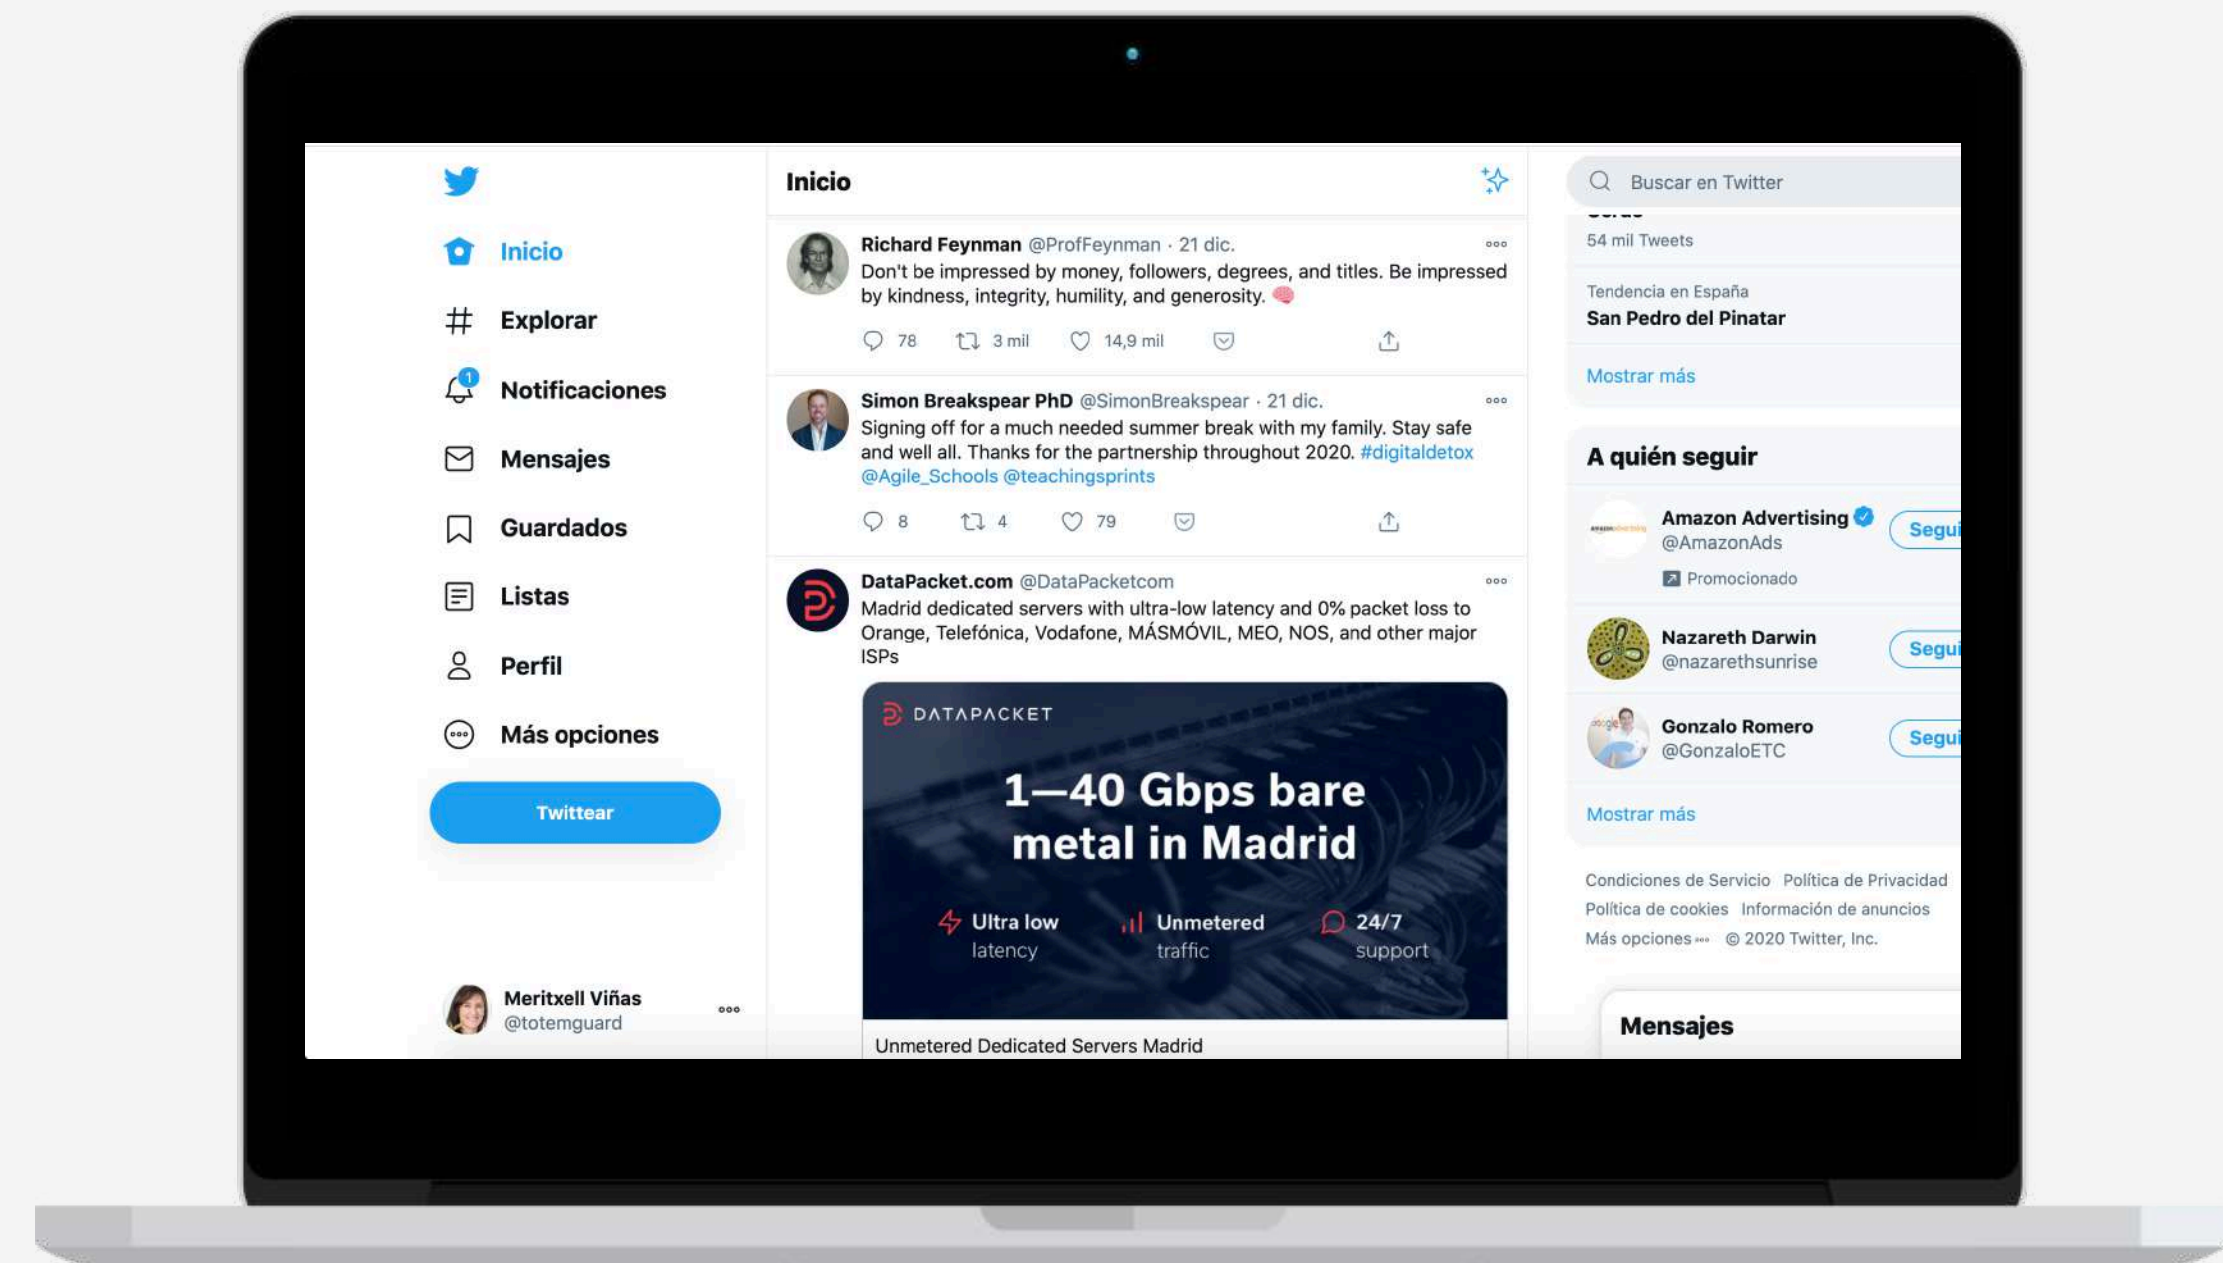 Inicio
Explorar
1
Notificaciones
Mensajes
Guardados
Listas
Perfil
Más opciones
Twittear
Meritxell Viñas
@totemguard
Inicio
Richard Feynman @ProfFeynman · 21 dic.
Don't be impressed by money, followers, degrees, and titles. Be impressed
by kindness, integrity, humility, and generosity.
78 3 mil 14,9 mil
Simon Breakspear PhD @SimonBreakspear · 21 dic.
Signing off for a much needed summer break with my family. Stay safe
and well all. Thanks for the partnership throughout 2020. #digitaldetox
@Agile_Schools @teachingsprints
8 4 79
DataPacket.com @DataPacketcom
Madrid dedicated servers with ultra-low latency and 0% packet loss to
Orange, Telefónica, Vodafone, MÁSMÓVIL, MEO, NOS, and other major
ISPs
DATAPACKET
1—40 Gbps bare
metal in Madrid
Ultra low
latency
Unmetered
traffic
24/7
support
Unmetered Dedicated Servers Madrid
Buscar en Twitter
54 mil Tweets
Tendencia en España
San Pedro del Pinatar
Mostrar más
A quién seguir
Amazon Advertising
@AmazonAds
Segui
Promocionado
Nazareth Darwin
@nazarethsunrise
Segui
Gonzalo Romero
@GonzaloETC
Segui
Mostrar más
Condiciones de Servicio Política de Privacidad
Política de cookies Información de anuncios
Más opciones © 2020 Twitter, Inc.
Mensajes